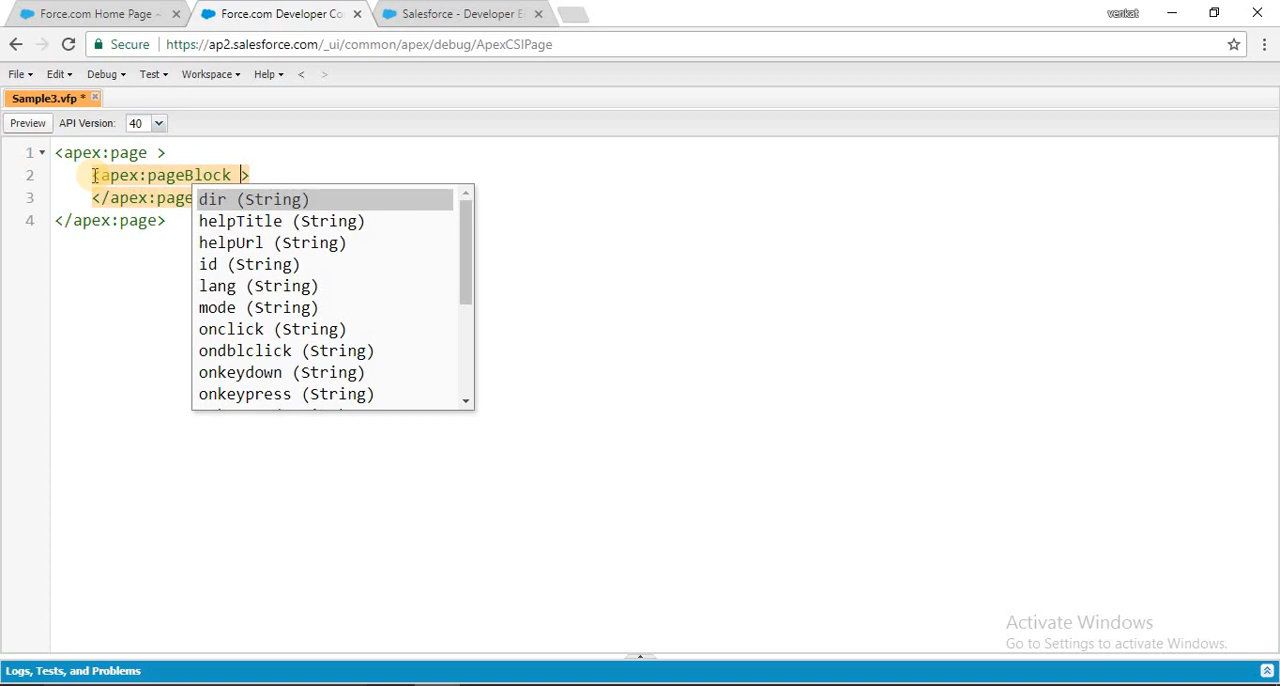 Force.com Home Page
Force.com Developer Co
Salesforce - Developer E
venkat
Secure
https://ap2.salesforce.com/_ui/common/apex/debug/ApexCSIPage
File Edit Debug Test Workspace Help < >
Sample3.vfp *
Preview API Version: 40
1 <apex:page >
2 <apex:pageBlock >
3 </apex:page
4 </apex:page>
dir (String)
helpTitle (String)
helpUrl (String)
id (String)
lang (String)
mode (String)
onclick (String)
ondblclick (String)
onkeydown (String)
onkeypress (String)
Activate Windows
Go to Settings to activate Windows.
Logs, Tests, and Problems